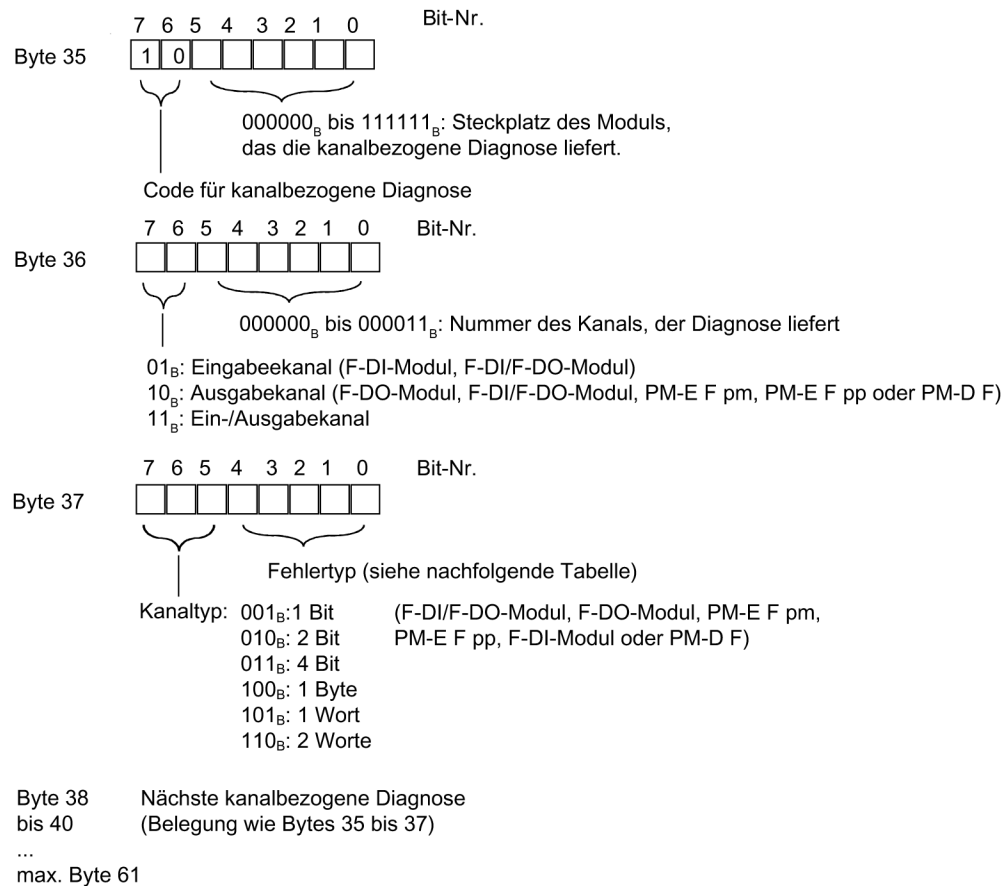 7 6 5 4 3 2 1 0 Bit-Nr.
Byte 35 1 0
000000B bis 111111B: Steckplatz des Moduls,
das die kanalbezogene Diagnose liefert.
Code für kanalbezogene Diagnose
7 6 5 4 3 2 1 0 Bit-Nr.
Byte 36
000000B bis 000011B: Nummer des Kanals, der Diagnose liefert
01B: Eingabeekanal (F-DI-Modul, F-DI/F-DO-Modul)
10B: Ausgabekanal (F-DO-Modul, F-DI/F-DO-Modul, PM-E F pm, PM-E F pp oder PM-D F)
11B: Ein-/Ausgabekanal
7 6 5 4 3 2 1 0 Bit-Nr.
Byte 37
Fehlertyp (siehe nachfolgende Tabelle)
Kanaltyp: 001B:1 Bit (F-DI/F-DO-Modul, F-DO-Modul, PM-E F pm,
010B: 2 Bit PM-E F pp, F-DI-Modul oder PM-D F)
011B: 4 Bit
100B: 1 Byte
101B: 1 Wort
110B: 2 Worte
Byte 38 Nächste kanalbezogene Diagnose
bis 40 (Belegung wie Bytes 35 bis 37)
...
max. Byte 61